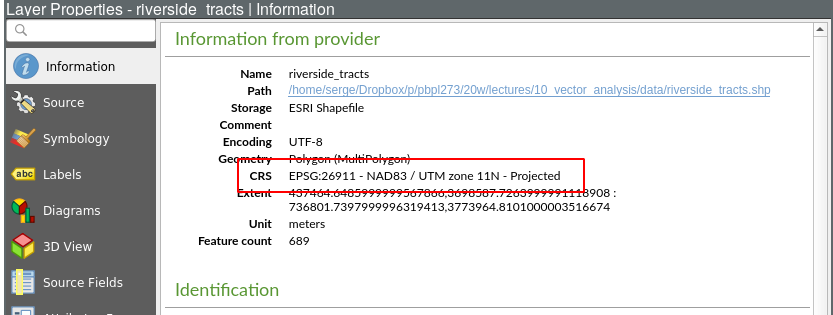 Layer Properties - riverside_tracts | Information
Information
Source
Symbology
Labels
abc
Diagrams
3D View
Source Fields
Information from provider
Name riverside_tracts
Path /home/serge/Dropbox/p/pbpl273/20w/lectures/10_vector_analysis/data/riverside_tracts.shp
Storage ESRI Shapefile
Comment
Encoding UTF-8
Geometry Polygon (MultiPolygon)
CRS EPSG:26911 - NAD83 / UTM zone 11N - Projected
Extent 437464.6485999999567866,3698587.7263999991118908 :
736801.7397999996319413,3773964.8101000003516674
Unit meters
Feature count 689
Identification